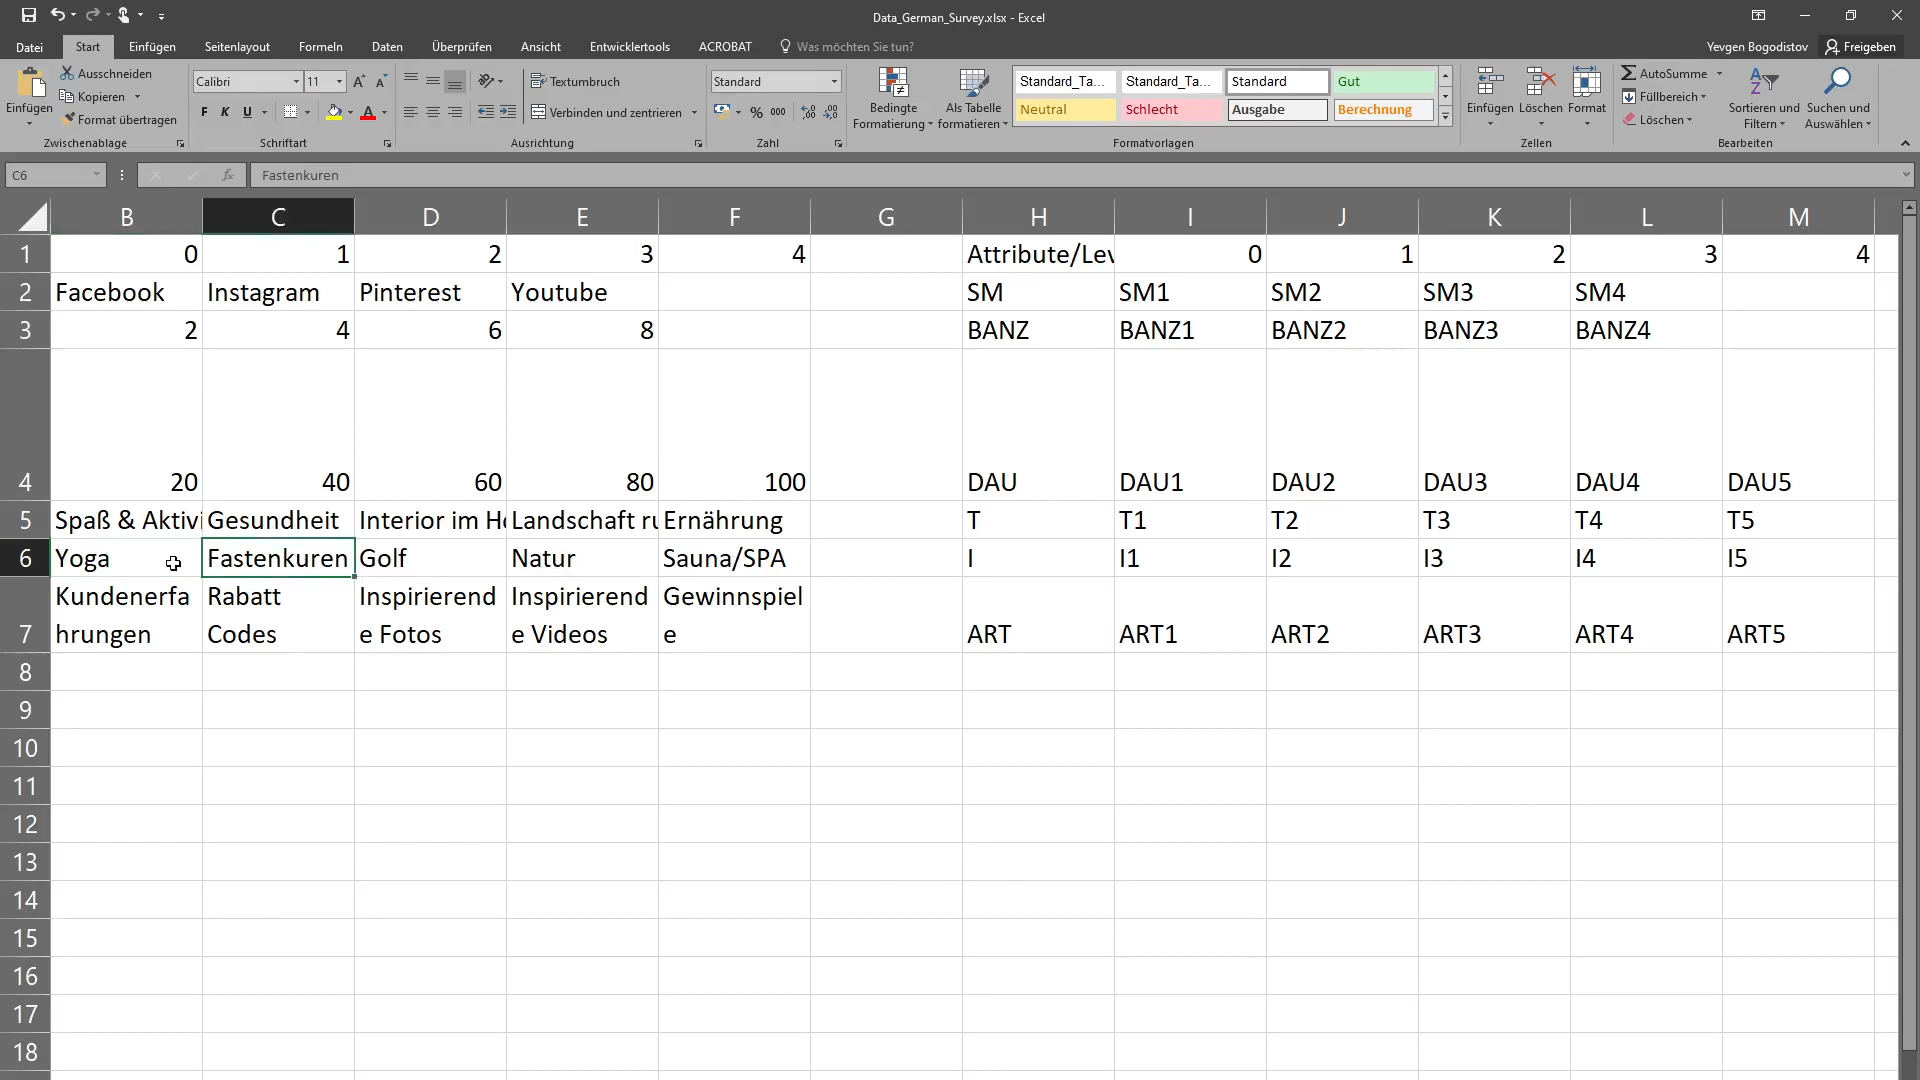 Data_German_Survey.xlsx - Excel
Datei Start Einfügen Seitenlayout Formeln Daten Überprüfen Ansicht Entwicklertools ACROBAT Was möchten Sie tun? Yevgen Bogodistov Freigeben
Einfügen
Ausschneiden
Kopieren
Format übertragen
Zwischenablage
Calibri 11
F K U
Schriftart
Textumbruch
Verbinden und zentrieren
Ausrichtung
Standard
% 000
Zahl
Bedingte
Formatierung
Als Tabelle
formatieren
Standard_Ta... Standard_Ta... Standard Gut
Neutral Schlecht Ausgabe Berechnung
Formatvorlagen
Einfügen Löschen Format
Zellen
AutoSumme
Füllbereich
Löschen
Sortieren und
Filtern
Suchen und
Auswählen
Bearbeiten
C6 fx Fastenkuren
B C D E F G H I J K L M
1 0 1 2 3 4 Attribute/Lev 0 1 2 3 4
2 Facebook Instagram Pinterest Youtube SM SM1 SM2 SM3 SM4
3 2 4 6 8 BANZ BANZ1 BANZ2 BANZ3 BANZ4
4 20 40 60 80 100 DAU DAU1 DAU2 DAU3 DAU4 DAU5
5 Spaß & Aktivi Gesundheit Interior im Ho Landschaft ru Ernährung T T1 T2 T3 T4 T5
6 Yoga Fastenkuren Golf Natur Sauna/SPA I I1 I2 I3 I4 I5
Kundenerfa Rabatt Inspirierend Inspirierend Gewinnspiel
7 hrungen Codes e Fotos e Videos e ART ART1 ART2 ART3 ART4 ART5
8
9
10
11
12
13
14
15
16
17
18